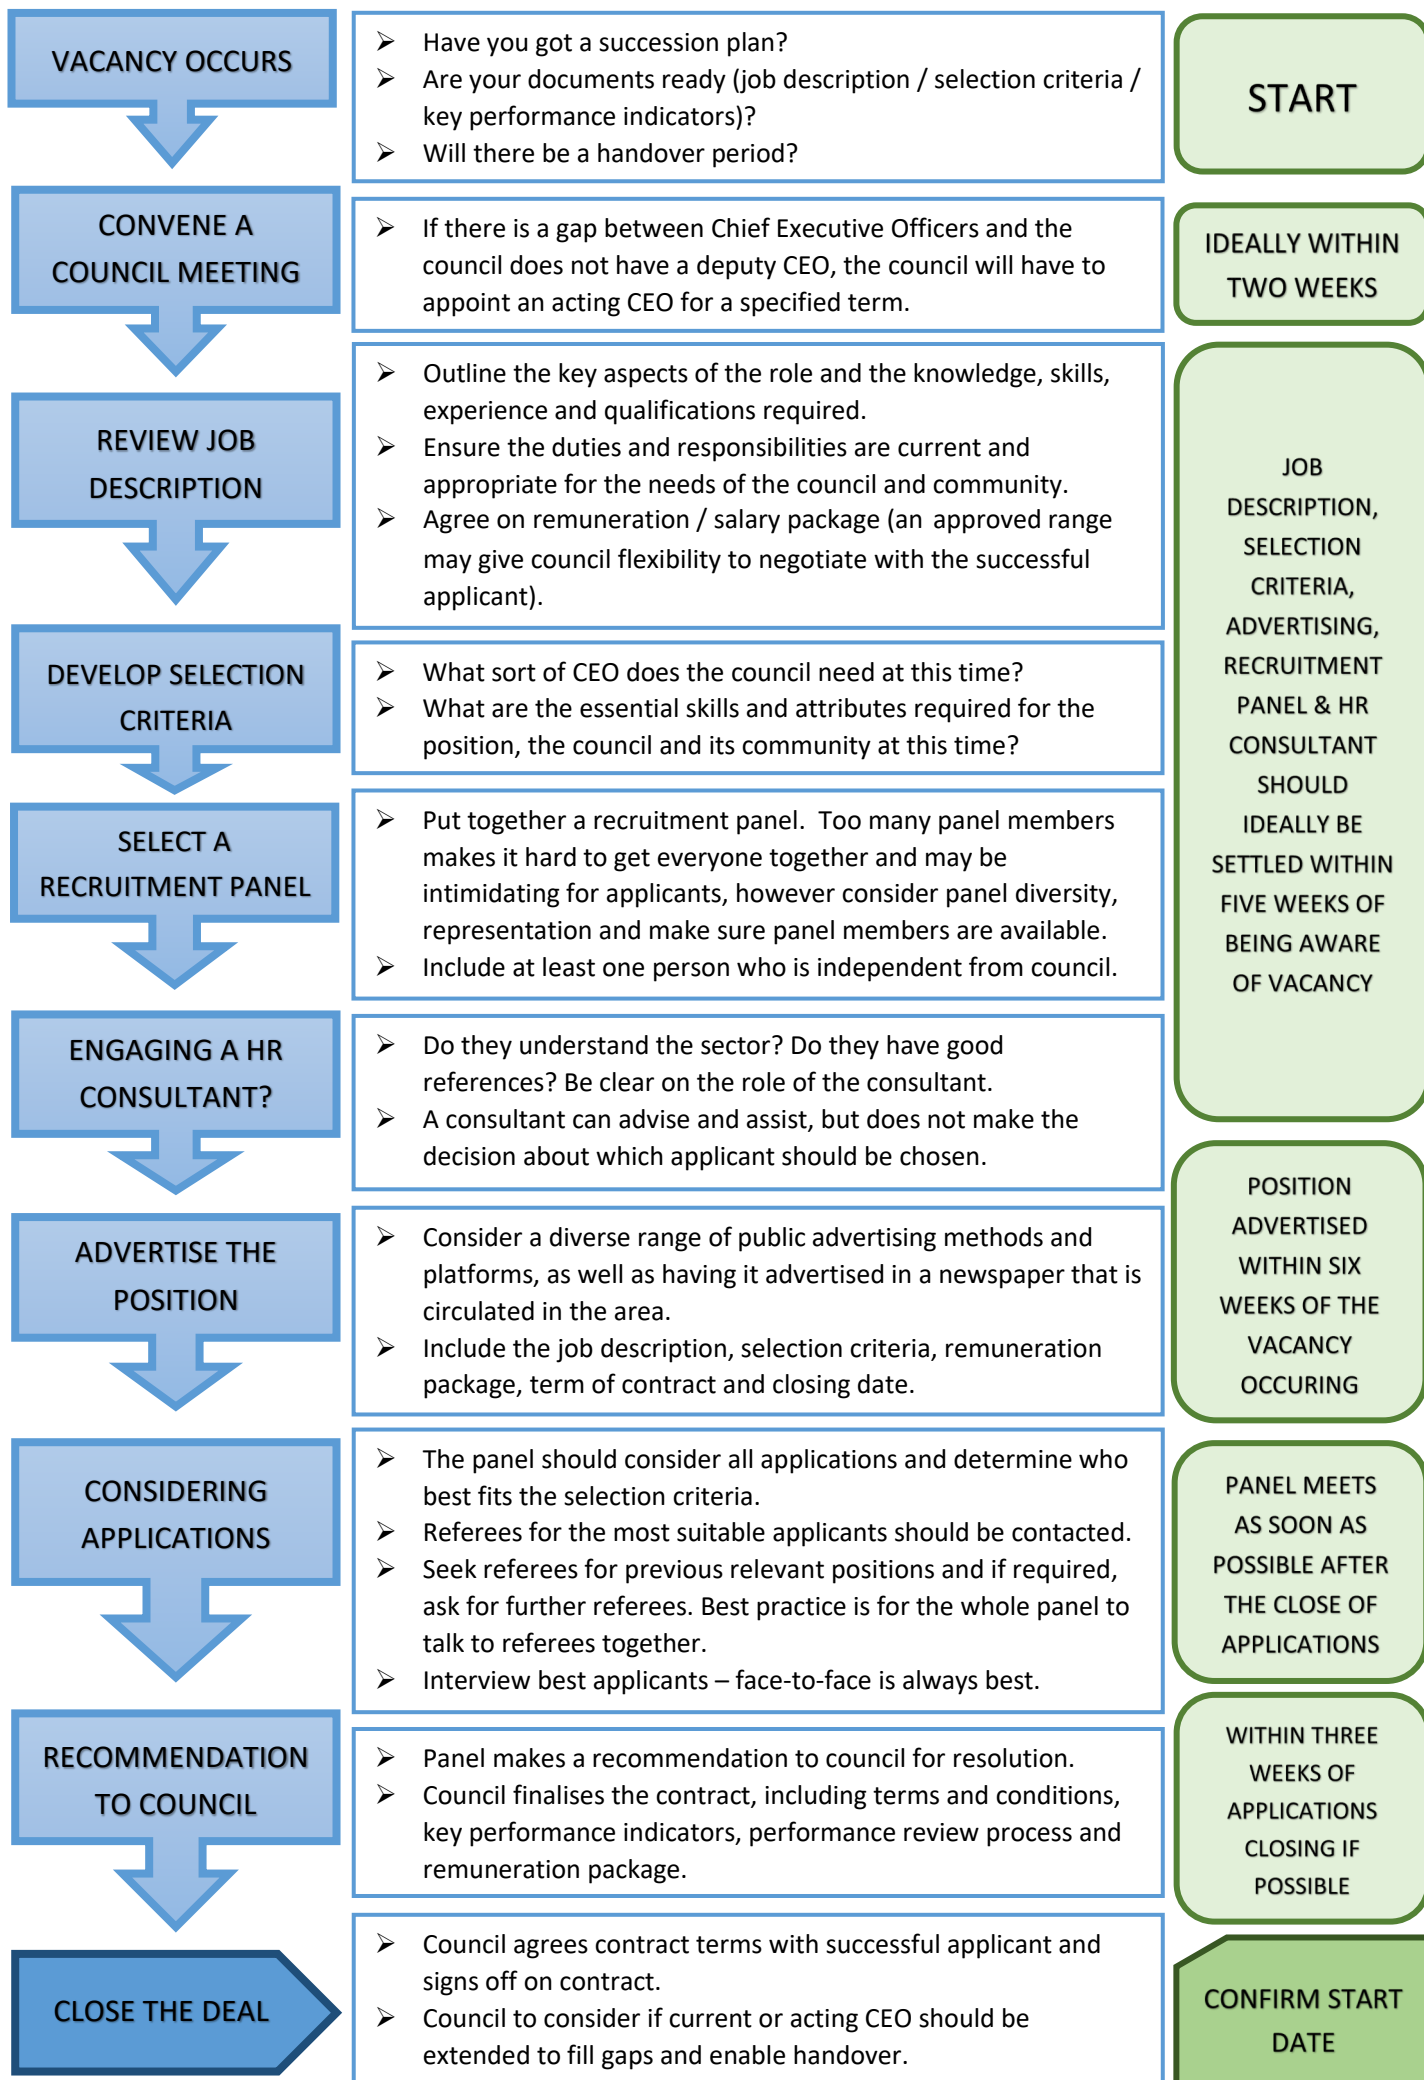 VACANCY OCCURS
➢ Have you got a succession plan?
➢ Are your documents ready (job description / selection criteria /
key performance indicators)?
➢ Will there be a handover period?
START
CONVENE A
COUNCIL MEETING
➢ If there is a gap between Chief Executive Officers and the
council does not have a deputy CEO, the council will have to
appoint an acting CEO for a specified term.
IDEALLY WITHIN
TWO WEEKS
REVIEW JOB
DESCRIPTION
➢ Outline the key aspects of the role and the knowledge, skills,
experience and qualifications required.
➢ Ensure the duties and responsibilities are current and
appropriate for the needs of the council and community.
➢ Agree on remuneration / salary package (an approved range
may give council flexibility to negotiate with the successful
applicant).
JOB
DESCRIPTION,
SELECTION
CRITERIA,
ADVERTISING,
RECRUITMENT
PANEL & HR
CONSULTANT
SHOULD
IDEALLY BE
SETTLED WITHIN
FIVE WEEKS OF
BEING AWARE
OF VACANCY
DEVELOP SELECTION
CRITERIA
➢ What sort of CEO does the council need at this time?
➢ What are the essential skills and attributes required for the
position, the council and its community at this time?
SELECT A
RECRUITMENT PANEL
➢ Put together a recruitment panel.  Too many panel members
makes it hard to get everyone together and may be
intimidating for applicants, however consider panel diversity,
representation and make sure panel members are available.
➢ Include at least one person who is independent from council.
ENGAGING A HR
CONSULTANT?
➢ Do they understand the sector? Do they have good
references? Be clear on the role of the consultant.
➢ A consultant can advise and assist, but does not make the
decision about which applicant should be chosen.
ADVERTISE THE
POSITION
➢ Consider a diverse range of public advertising methods and
platforms, as well as having it advertised in a newspaper that is
circulated in the area.
➢ Include the job description, selection criteria, remuneration
package, term of contract and closing date.
POSITION
ADVERTISED
WITHIN SIX
WEEKS OF THE
VACANCY
OCCURING
CONSIDERING
APPLICATIONS
➢ The panel should consider all applications and determine who
best fits the selection criteria.
➢ Referees for the most suitable applicants should be contacted.
➢ Seek referees for previous relevant positions and if required,
ask for further referees. Best practice is for the whole panel to
talk to referees together.
➢ Interview best applicants – face-to-face is always best.
PANEL MEETS
AS SOON AS
POSSIBLE AFTER
THE CLOSE OF
APPLICATIONS
RECOMMENDATION
TO COUNCIL
➢ Panel makes a recommendation to council for resolution.
➢ Council finalises the contract, including terms and conditions,
key performance indicators, performance review process and
remuneration package.
WITHIN THREE
WEEKS OF
APPLICATIONS
CLOSING IF
POSSIBLE
CLOSE THE DEAL
➢ Council agrees contract terms with successful applicant and
signs off on contract.
➢ Council to consider if current or acting CEO should be
extended to fill gaps and enable handover.
CONFIRM START
DATE